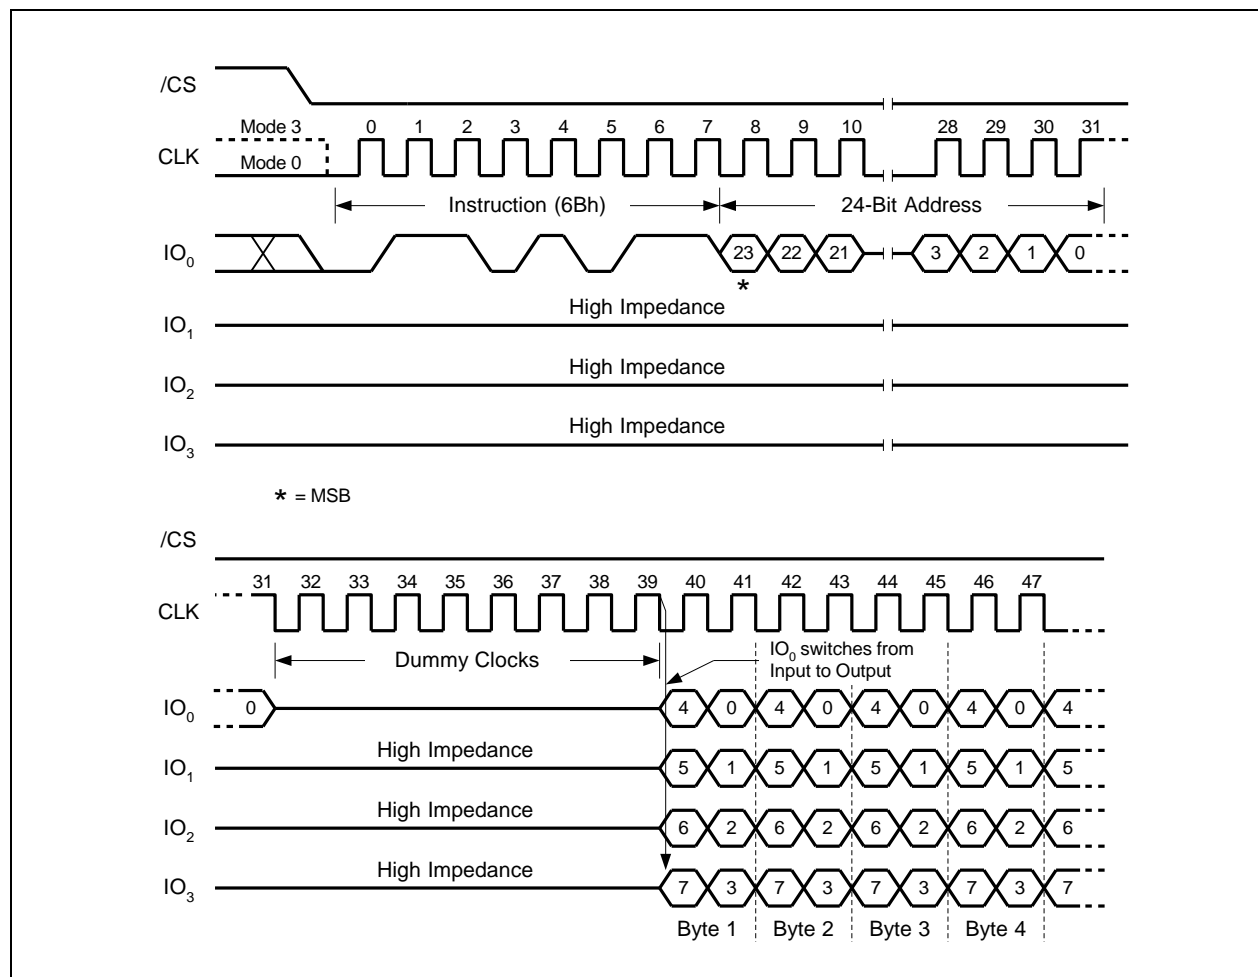 /CS
Mode 3 0 1 2 3 4 5 6 7 8 9 10 28 29 30 31
CLK
Mode 0
Instruction (6Bh) 24-Bit Address
IO0 23 22 21 3 2 1 0
*
High Impedance
IO1
High Impedance
IO2
High Impedance
IO3
* = MSB
/CS
31 32 33 34 35 36 37 38 39 40 41 42 43 44 45 46 47
CLK
Dummy Clocks
IO0 switches from
Input to Output
IO0 0 4 0 4 0 4 0 4 0 4
High Impedance
IO1 5 1 5 1 5 1 5 1 5
High Impedance
IO2 6 2 6 2 6 2 6 2 6
High Impedance
IO3 7 3 7 3 7 3 7 3 7
Byte 1 Byte 2 Byte 3 Byte 4